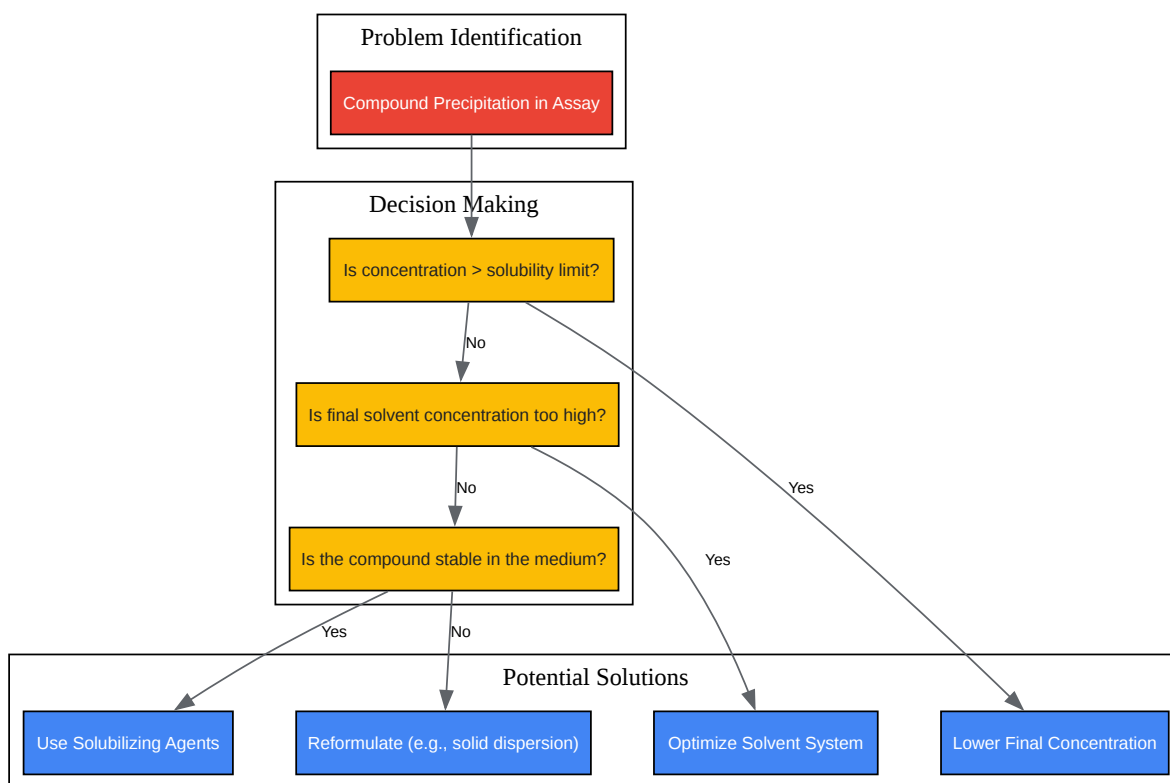 Problem Identification
Compound Precipitation in Assay
Decision Making
Is concentration > solubility limit?
No
Is final solvent concentration too high?
No
Yes
Is the compound stable in the medium?
Yes
Yes
No
Potential Solutions
Use Solubilizing Agents
Reformulate (e.g., solid dispersion)
Optimize Solvent System
Lower Final Concentration